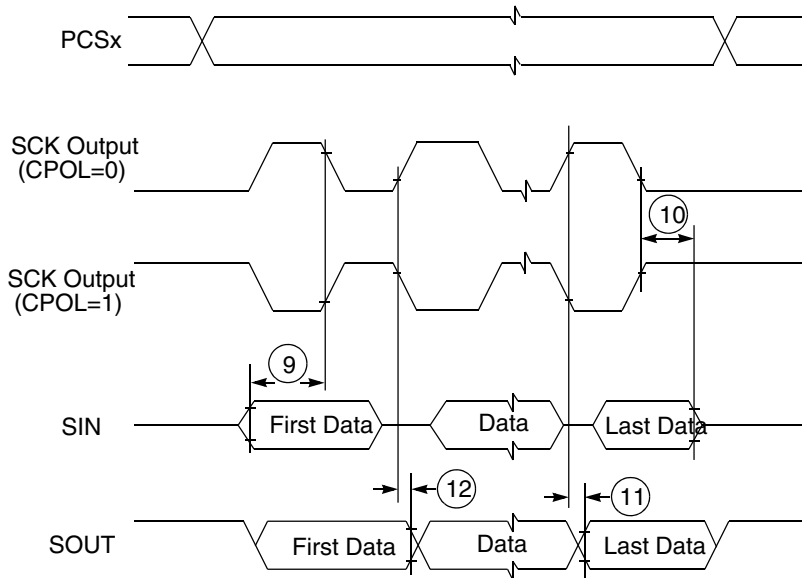 PCSx
SCK Output
(CPOL=0)
10
SCK Output
(CPOL=1)
9
SIN
First Data
Data
Last Data
12
11
SOUT
First Data
Data
Last Data